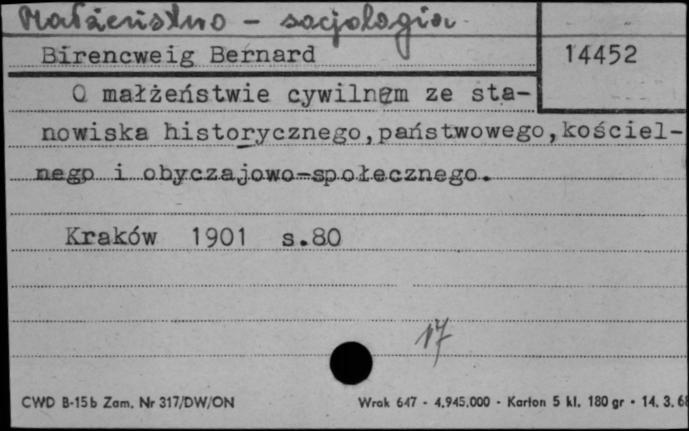 Małżeństwo - socjologia
Birencweig Bernard
14452
O małżeństwie cywilnem ze sta-
nowiska historycznego,państwowego,kościel-
nego i obyczajowo-społecznego.
Kraków 1901 s.80
17
CWD B-15b Zam. Nr 317/DW/ON
Wrak 647 - 4.945.000 - Karton 5 kl. 180 gr • 14. 3. 68